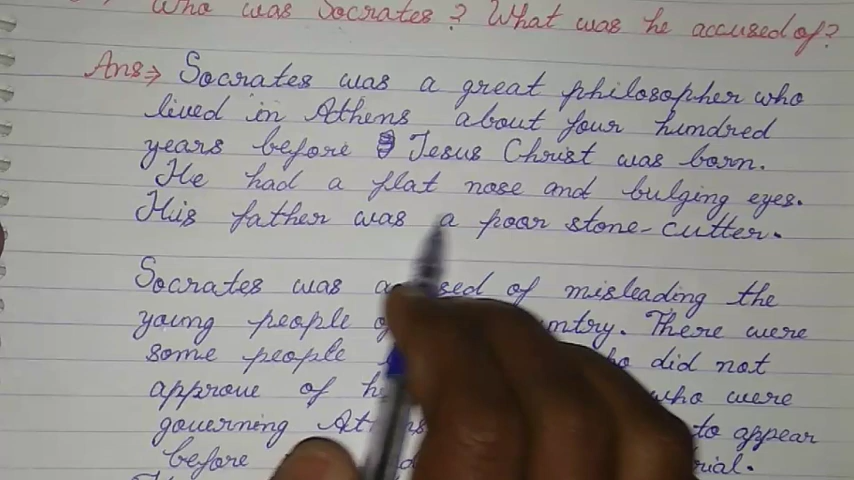 Who was Socrates? What was he accused of?
Ans⇒ Socrates was a great philosopher who
lived in Athens about four hundred
years before Jesus Christ was born.
He had a flat nose and bulging eyes.
His father was a poor stone-cutter.
Socrates was of misleading the
young people There were
some people did not
approve of who were
governing to appear
before